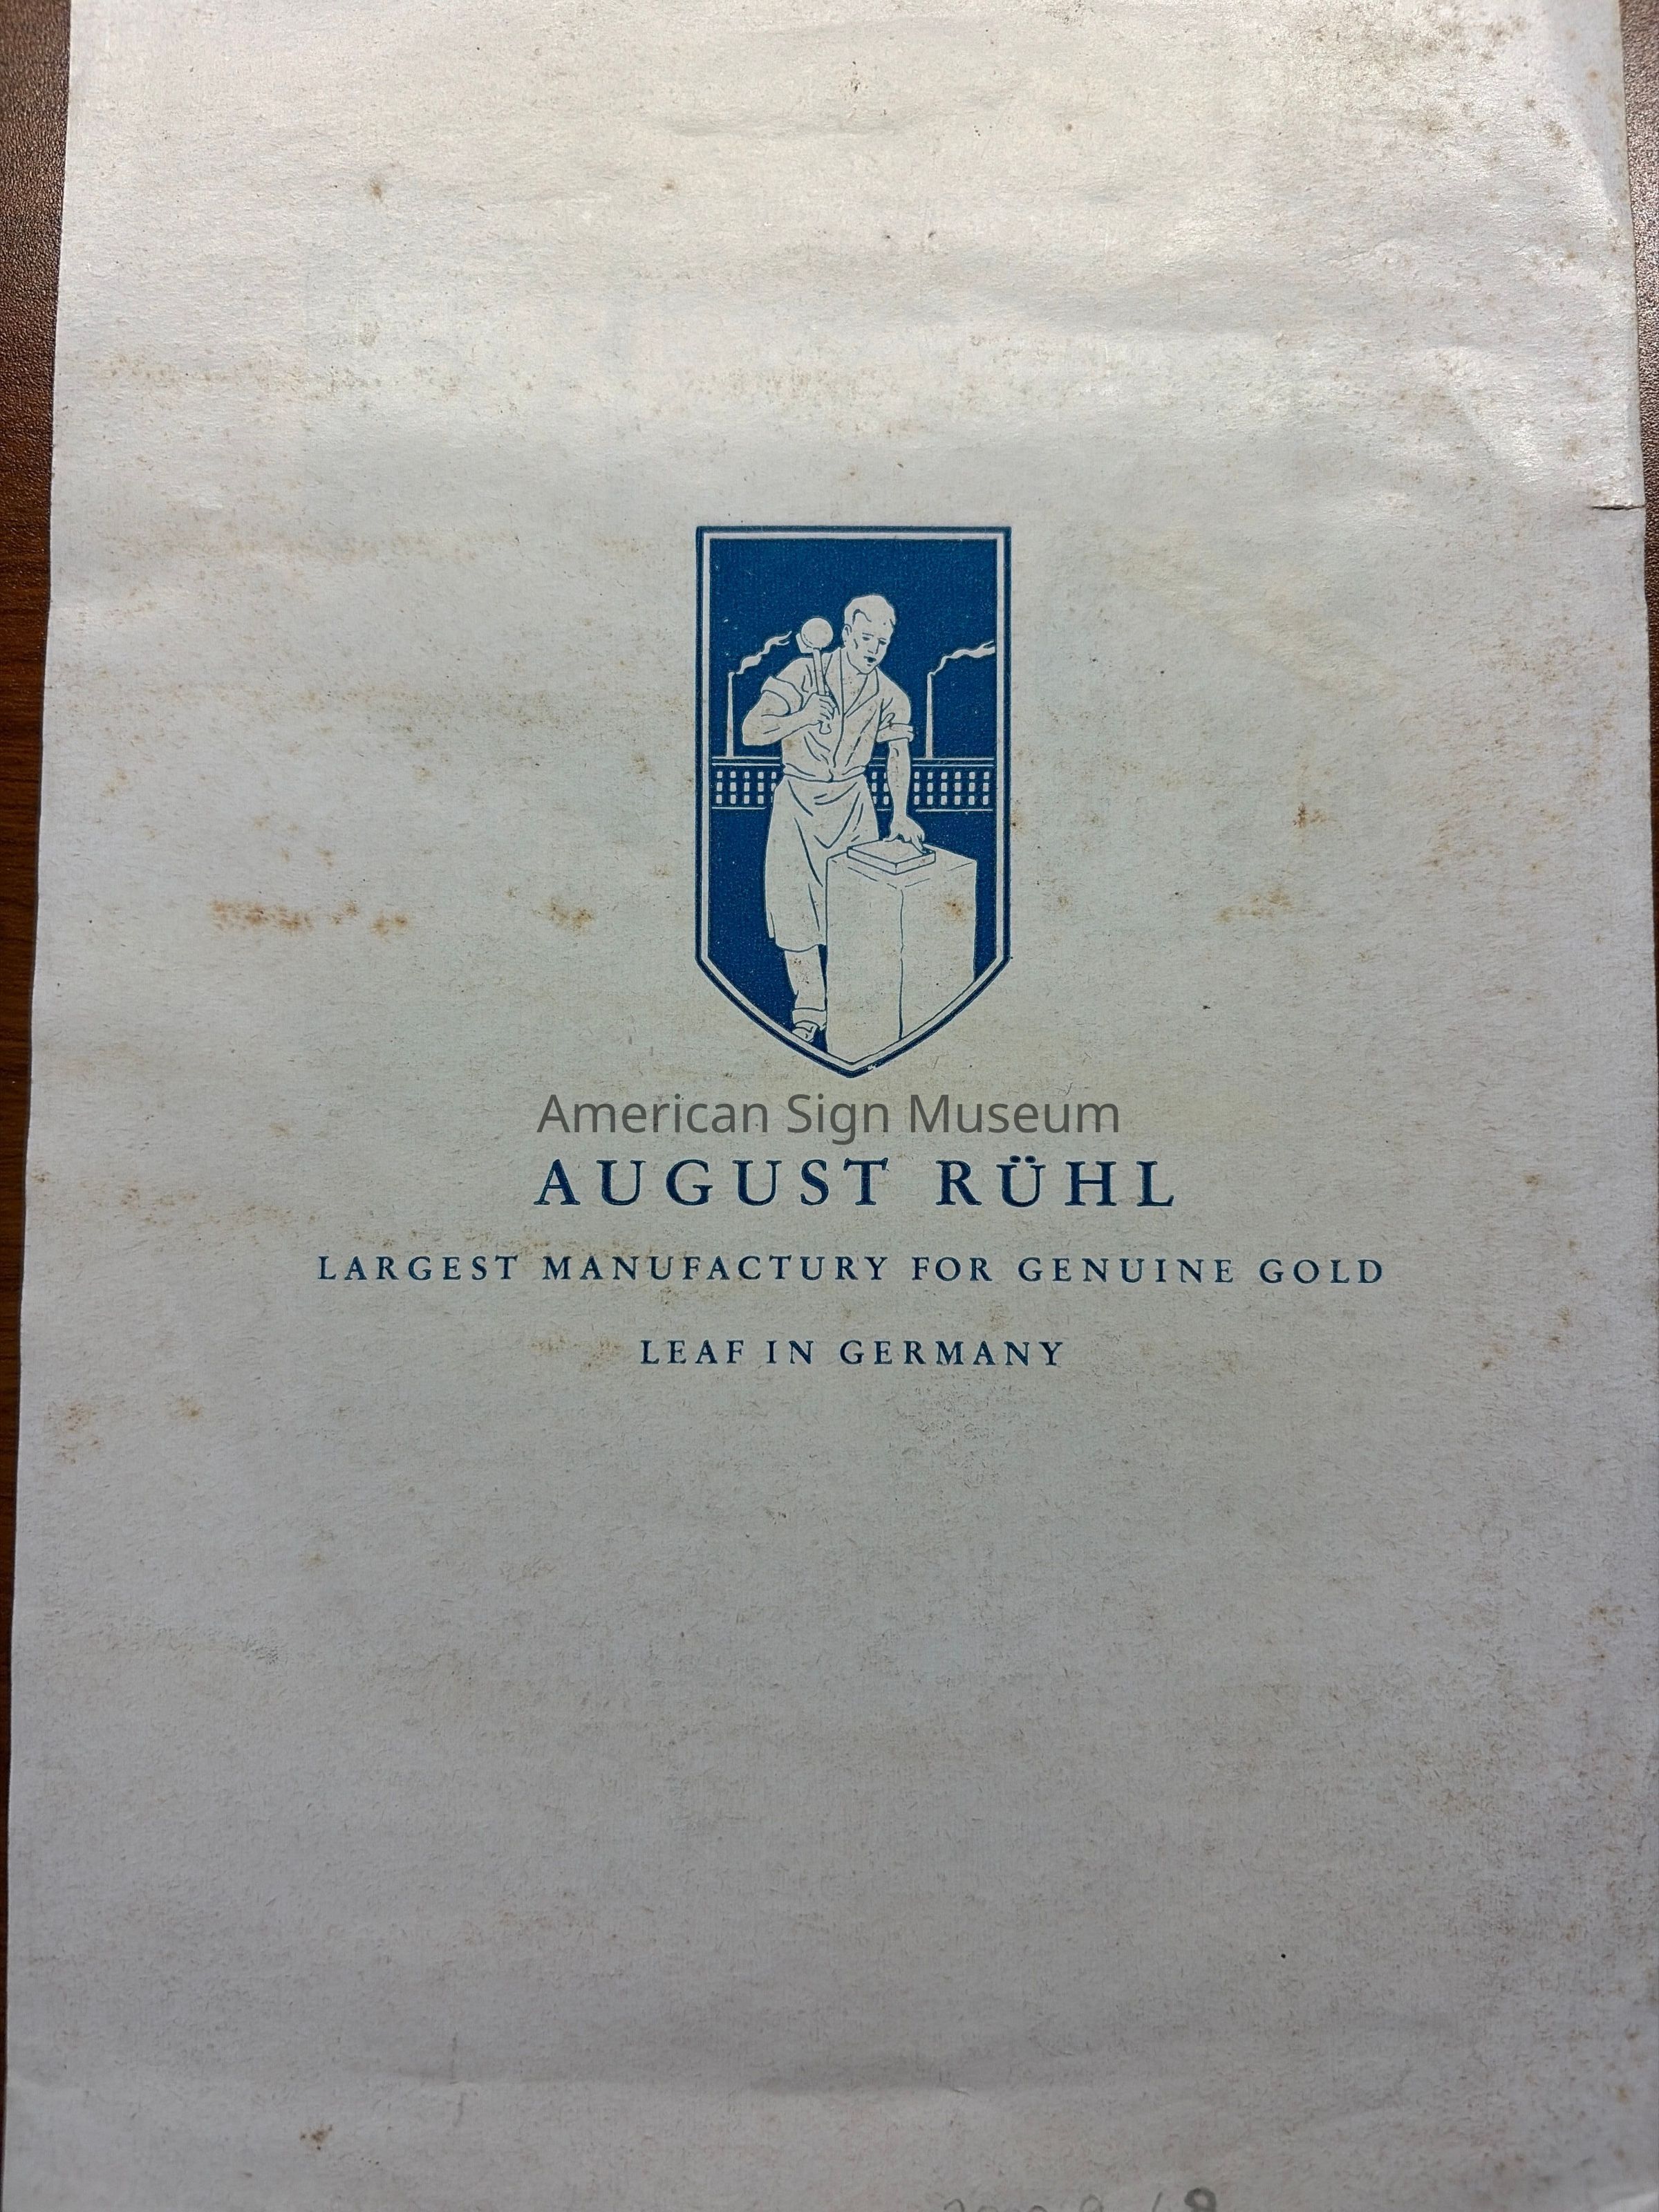 American Sign Museum
AUGUST RÜHL
LARGEST MANUFACTURY FOR GENUINE GOLD
LEAF IN GERMANY